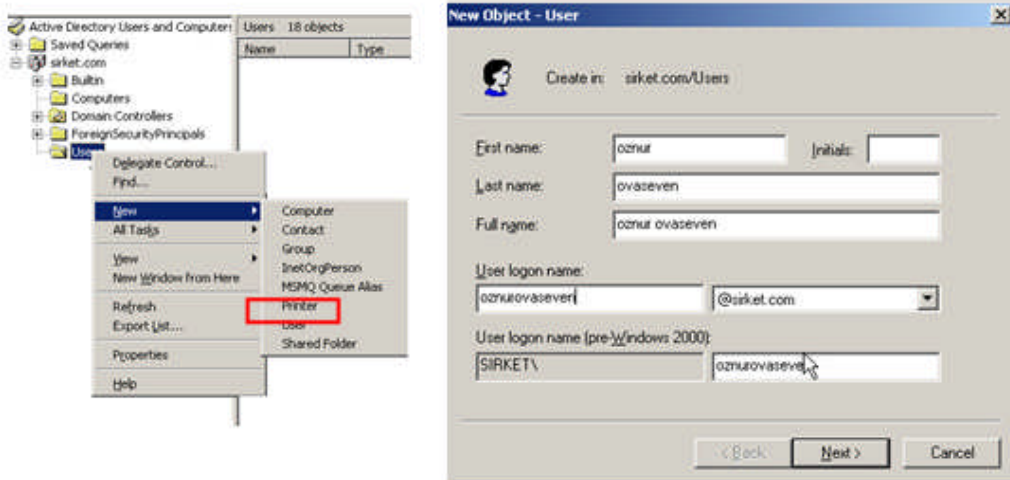 Active Directory Users and Computer
Saved Queries
sirket.com
Builtin
Computers
Domain Controllers
ForeignSecurityPrincipals
Users
Users 18 objects
Name Type
Delegate Control...
Find...
New
All Tasks
View
New Window from Here
Refresh
Export List...
Properties
Help
Computer
Contact
Group
InetOrgPerson
MSMQ Queue Alias
Printer
User
Shared Folder
New Object - User
Create in: sirket.com/Users
First name: oznur Initials:
Last name: ovaseven
Full name: oznur ovaseven
User logon name:
oznurovaseven @sirket.com
User logon name (pre-Windows 2000):
SIRKET\ oznurovaseve
< Back Next > Cancel